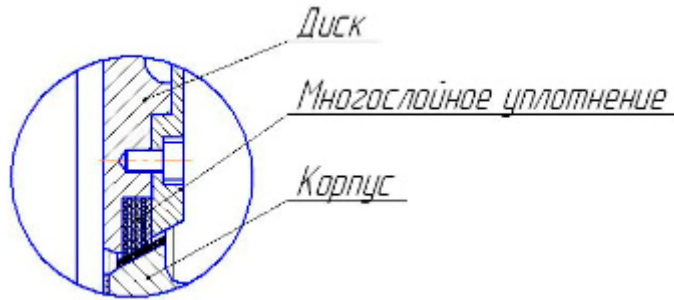 Диск
Многослойное уплотнение
Корпус